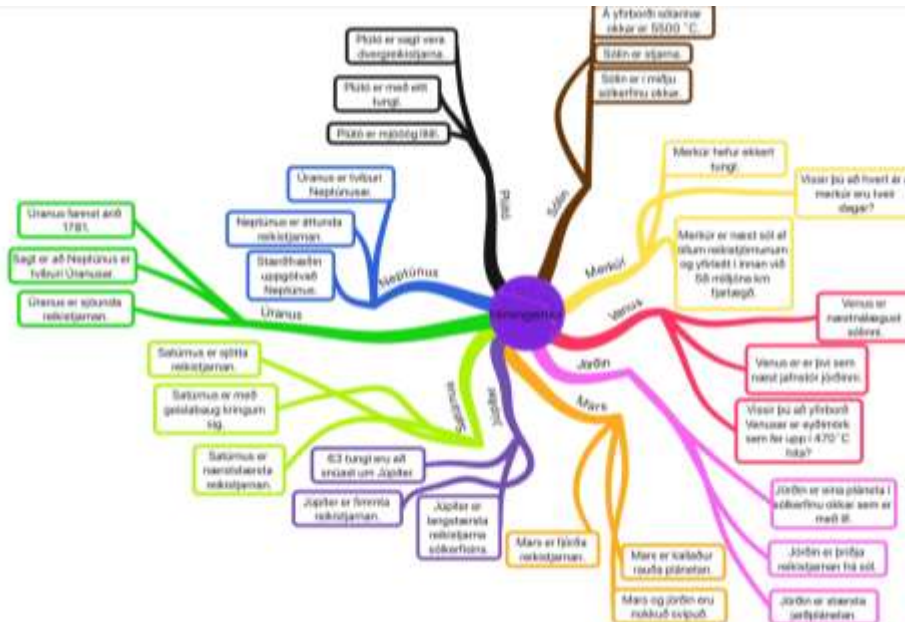 Á yfirborði sólarinnar
okkar er 5500 °C.
Sólin er stjarna.
Sólin er í miðju
sólkerfinu okkar.
Sólin
Merkúr hefur ekkert
tungl.
Vissir þú að hvert ár á
merkúr eru tveir
dagar?
Merkúr er næst sól af
öllum reikistjörnunum
og yfirleitt í innan við
58 milljóna km
fjarlægð.
Merkúr
Venus er
næstnálægust
sólinni.
Venus er er því sem
næst jafnstór jörðinni.
Vissir þú að yfirborð
Venusar er eyðimörk
sem fer upp í 470°C
hita?
Venus
Jörðin er eina pláneta í
sólkerfinu okkar sem er
með líf.
Jörðin er þriðja
reikistjarnan frá sól.
Jörðin er stærsta
Jörðin
Mars er fjórða
reikistjarnan.
Mars er kallaður
rauða plánetan.
Mars og jörðin eru
nokkuð svipuð.
Mars
63 tungl eru að
snúast um Júpíter.
Júpíter er fimmta
reikistjarnan.
Júpíter er
langstærsta
reikistjarna
sólkerfisins.
Júpíter
Satúrnus er sjötta
reikistjarnan.
Satúrnus er með
geislabaug kringum
sig.
Satúrnus er
næststærsta
reikistjarnan.
Satúrnus
Úranus fannst árið
1781.
Sagt er að Neptúnus er
tvíburi Úranusar.
Úranus er sjöunda
reikistjarnan.
Úranus
Úranus er tvíburi
Neptúnusar.
Neptúnus er áttunda
reikistjarnan.
Stærðfræðin
uppgötvað
Neptúnus.
Neptúnus
Plútó er sagt vera
dvergreikistjarna.
Plútó er með eitt
tungl.
Plútó er mjööög lítill.
Plútó